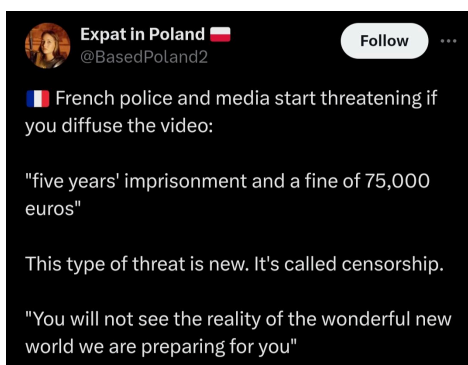 Expat in Poland 🇵🇱
@BasedPoland2
Follow
🇫🇷 French police and media start threatening if
you diffuse the video:
"five years' imprisonment and a fine of 75,000
euros"
This type of threat is new. It's called censorship.
"You will not see the reality of the wonderful new
world we are preparing for you"